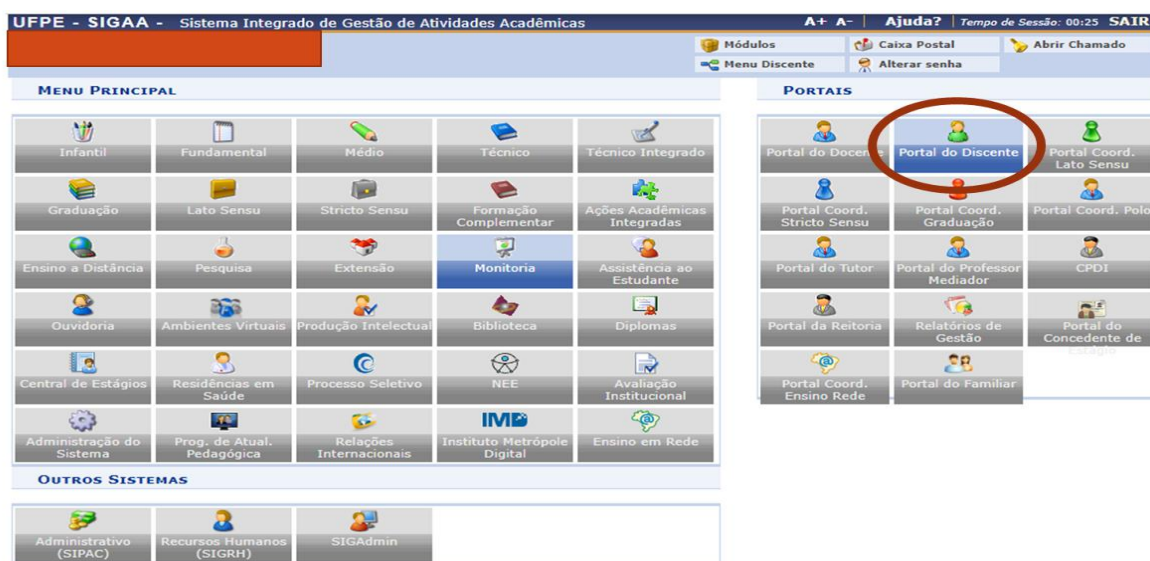 UFPE - SIGAA - Sistema Integrado de Gestão de Atividades Acadêmicas
A+ A- | Ajuda? | Tempo de Sessão: 00:25 SAIR
Módulos
Caixa Postal
Abrir Chamado
Menu Discente
Alterar senha
MENU PRINCIPAL
Infantil
Fundamental
Médio
Técnico
Técnico Integrado
Graduação
Lato Sensu
Stricto Sensu
Formação
Complementar
Ações Acadêmicas
Integradas
Ensino a Distância
Pesquisa
Extensão
Monitoria
Assistência ao
Estudante
Ouvidoria
Ambientes Virtuais
Produção Intelectual
Biblioteca
Diplomas
Central de Estágios
Residências em
Saúde
Processo Seletivo
NEE
Avaliação
Institucional
Administração do
Sistema
Prog. de Atual.
Pedagógica
Relações
Internacionais
IMD
Instituto Metrópole
Digital
Ensino em Rede
OUTROS SISTEMAS
Administrativo
(SIPAC)
Recursos Humanos
(SIGRH)
SIGAdmin
PORTAIS
Portal do Docente
Portal do Discente
Portal Coord.
Lato Sensu
Portal Coord.
Stricto Sensu
Portal Coord.
Graduação
Portal Coord. Polo
Portal do Tutor
Portal do Professor
Mediador
CPDI
Portal da Reitoria
Relatórios de
Gestão
Portal do
Concedente de
Estágio
Portal Coord.
Ensino Rede
Portal do Familiar